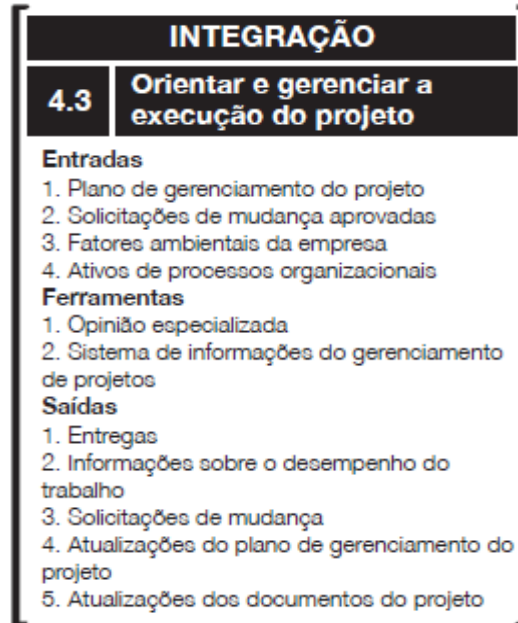 INTEGRAÇÃO
4.3
Orientar e gerenciar a
execução do projeto
Entradas
1. Plano de gerenciamento do projeto
2. Solicitações de mudança aprovadas
3. Fatores ambientais da empresa
4. Ativos de processos organizacionais
Ferramentas
1. Opinião especializada
2. Sistema de informações do gerenciamento
de projetos
Saídas
1. Entregas
2. Informações sobre o desempenho do
trabalho
3. Solicitações de mudança
4. Atualizações do plano de gerenciamento do
projeto
5. Atualizações dos documentos do projeto